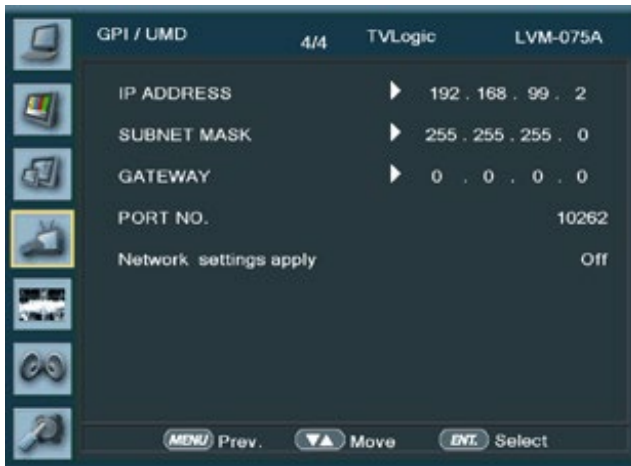 GPI / UMD 4/4 TVLogic LVM-075A
IP ADDRESS 192 . 168 . 99 . 2
SUBNET MASK 255 . 255 . 255 . 0
GATEWAY 0 . 0 . 0 . 0
PORT NO. 10262
Network settings apply Off
MENU Prev. ▼▲ Move ENT. Select